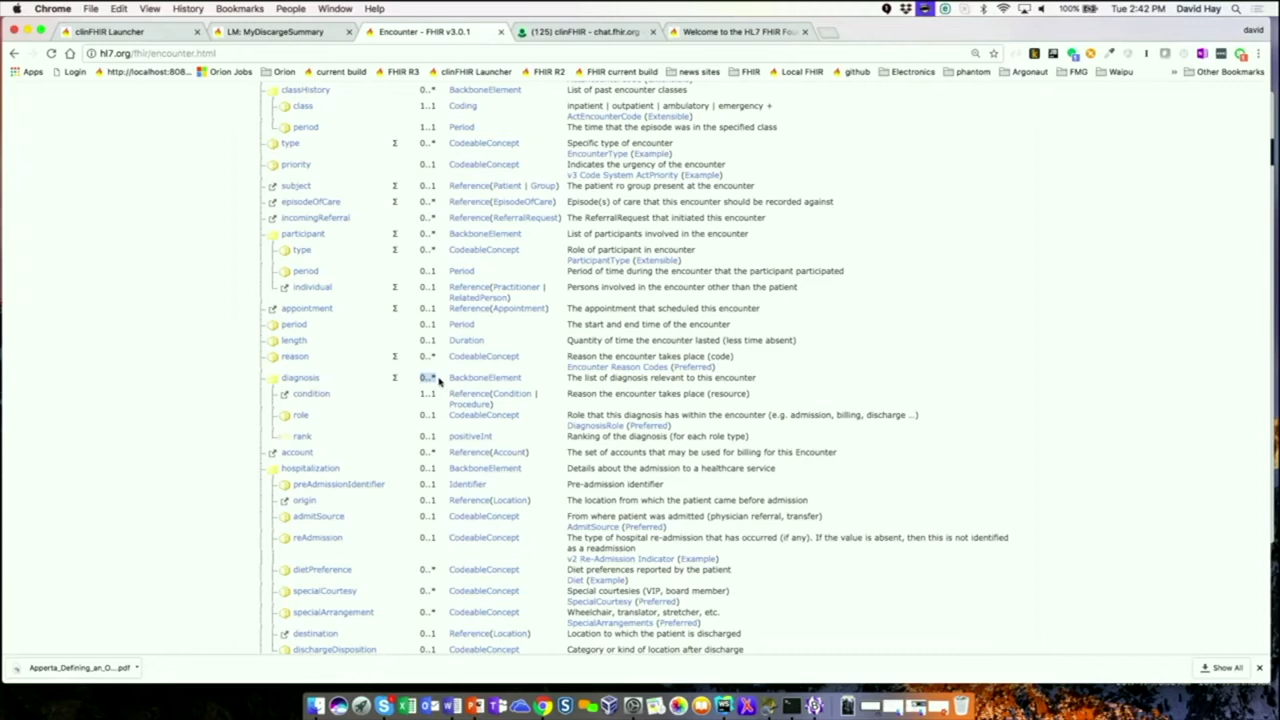 Chrome File Edit View History Bookmarks People Window Help 100% Tue 2:42 PM David Hay
clinFHIR Launcher LM: MyDiscargeSummary Encounter - FHIR v3.0.1 (125) clinFHIR - chat.fhir.org Welcome to the HL7 FHIR Fou david
hl7.org/fhir/encounter.html
Apps Login http://localhost:808... Orion Jobs Orion current build FHIR R3 clinFHIR Launcher FHIR R2 FHIR current build news sites FHIR Local FHIR github Electronics phantom Argonaut FMG Waipu » Other Bookmarks
classHistory 0..* BackboneElement List of past encounter classes
class 1..1 Coding inpatient | outpatient | ambulatory | emergency +
ActEncounterCode (Extensible)
period 1..1 Period The time that the episode was in the specified class
type Σ 0..* CodeableConcept Specific type of encounter
EncounterType (Example)
priority 0..1 CodeableConcept Indicates the urgency of the encounter
v3 Code System ActPriority (Example)
subject Σ 0..1 Reference(Patient | Group) The patient ro group present at the encounter
episodeOfCare Σ 0..* Reference(EpisodeOfCare) Episode(s) of care that this encounter should be recorded against
incomingReferral 0..* Reference(ReferralRequest) The ReferralRequest that initiated this encounter
participant Σ 0..* BackboneElement List of participants involved in the encounter
type Σ 0..* CodeableConcept Role of participant in encounter
ParticipantType (Extensible)
period 0..1 Period Period of time during the encounter that the participant participated
individual Σ 0..1 Reference(Practitioner | Persons involved in the encounter other than the patient
RelatedPerson)
appointment Σ 0..1 Reference(Appointment) The appointment that scheduled this encounter
period 0..1 Period The start and end time of the encounter
length 0..1 Duration Quantity of time the encounter lasted (less time absent)
reason Σ 0..* CodeableConcept Reason the encounter takes place (code)
Encounter Reason Codes (Preferred)
diagnosis Σ 0..* BackboneElement The list of diagnosis relevant to this encounter
condition 1..1 Reference(Condition | Reason the encounter takes place (resource)
Procedure)
role 0..1 CodeableConcept Role that this diagnosis has within the encounter (e.g. admission, billing, discharge ...)
DiagnosisRole (Preferred)
rank 0..1 positiveInt Ranking of the diagnosis (for each role type)
account 0..* Reference(Account) The set of accounts that may be used for billing for this Encounter
hospitalization 0..1 BackboneElement Details about the admission to a healthcare service
preAdmissionIdentifier 0..1 Identifier Pre-admission identifier
origin 0..1 Reference(Location) The location from which the patient came before admission
admitSource 0..1 CodeableConcept From where patient was admitted (physician referral, transfer)
AdmitSource (Preferred)
reAdmission 0..1 CodeableConcept The type of hospital re-admission that has occurred (if any). If the value is absent, then this is not identified
as a readmission
v2 Re-Admission Indicator (Example)
dietPreference 0..* CodeableConcept Diet preferences reported by the patient
Diet (Example)
specialCourtesy 0..* CodeableConcept Special courtesies (VIP, board member)
SpecialCourtesy (Preferred)
specialArrangement 0..* CodeableConcept Wheelchair, translator, stretcher, etc.
SpecialArrangements (Preferred)
destination 0..1 Reference(Location) Location to which the patient is discharged
dischargeDisposition 0..1 CodeableConcept Category or kind of location after discharge
Apperta_Defining_an_O...pdf Show All